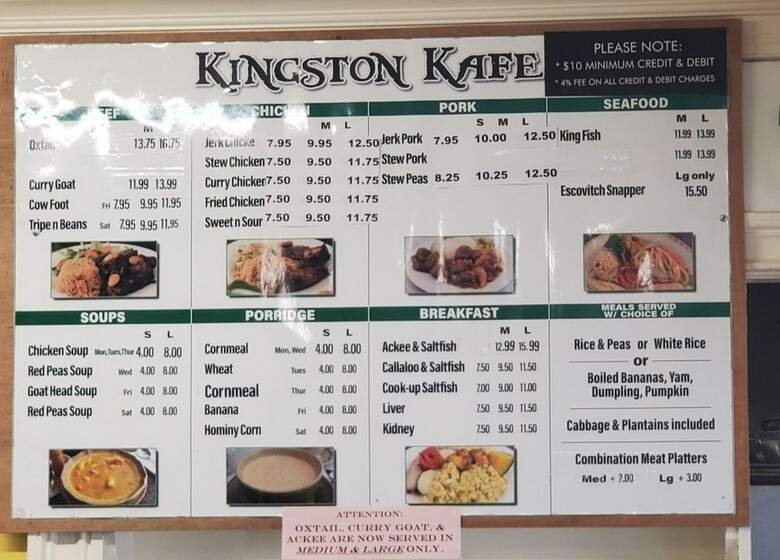 KINGSTON KAFE
PLEASE NOTE:
* $10 MINIMUM CREDIT & DEBIT
* 4% FEE ON ALL CREDIT & DEBIT CHARGES
M
Oxtail 13.75 16.75
Curry Goat 11.99 13.99
Cow Foot Fri 7.95 9.95 11.95
Tripe n Beans Sat 7.95 9.95 11.95
CHICKEN
M L
Jerk Chicke 7.95 9.95 12.50
Stew Chicken 7.50 9.50 11.75
Curry Chicken 7.50 9.50 11.75
Fried Chicken 7.50 9.50 11.75
Sweet n Sour 7.50 9.50 11.75
PORK
S M L
Jerk Pork 7.95 10.00 12.50
Stew Pork
Stew Peas 8.25 10.25 12.50
SEAFOOD
M L
King Fish 11.99 13.99
11.99 13.99
Lg only
Escovitch Snapper 15.50
SOUPS
S L
Chicken Soup Mon,Tues,Thur 4.00 8.00
Red Peas Soup Wed 4.00 8.00
Goat Head Soup Fri 4.00 8.00
Red Peas Soup Sat 4.00 8.00
PORRIDGE
S L
Cornmeal Mon, Wed 4.00 8.00
Wheat Tues 4.00 8.00
Cornmeal Thur 4.00 8.00
Banana Fri 4.00 8.00
Hominy Corn Sat 4.00 8.00
BREAKFAST
M L
Ackee & Saltfish 12.99 15.99
Callaloo & Saltfish 7.50 9.50 11.50
Cook-up Saltfish 7.00 9.00 11.00
Liver 7.50 9.50 11.50
Kidney 7.50 9.50 11.50
MEALS SERVED
W/ CHOICE OF
Rice & Peas or White Rice
or
Boiled Bananas, Yam,
Dumpling, Pumpkin
Cabbage & Plantains included
Combination Meat Platters
Med + 2.00 Lg + 3.00
ATTENTION:
OXTAIL, CURRY GOAT, &
ACKEE ARE NOW SERVED IN
MEDIUM & LARGE ONLY.